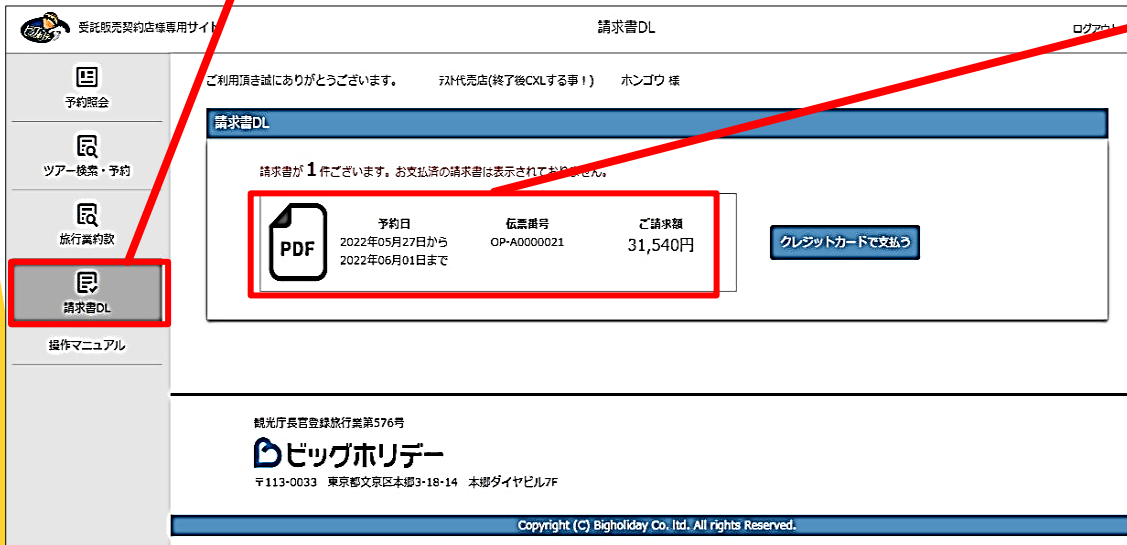 受託販売契約店様専用サイト
請求書DL
ログアウト
予約照会
ツアー検索・予約
旅行業約款
請求書DL
操作マニュアル
ご利用頂き誠にありがとうございます。 ﾃｽﾄ代売店(終了後CXLする事！) ホンゴウ 様
請求書DL
請求書が1件ございます。お支払済の請求書は表示されておりません。
PDF
予約日 伝票番号 ご請求額
2022年05月27日から OP-A0000021 31,540円
2022年06月01日まで
クレジットカードで支払う
観光庁長官登録旅行業第576号
ビッグホリデー
〒113-0033 東京都文京区本郷3-18-14 本郷ダイヤビル7F
Copyright (C) Bigholiday Co. ltd. All rights Reserved.